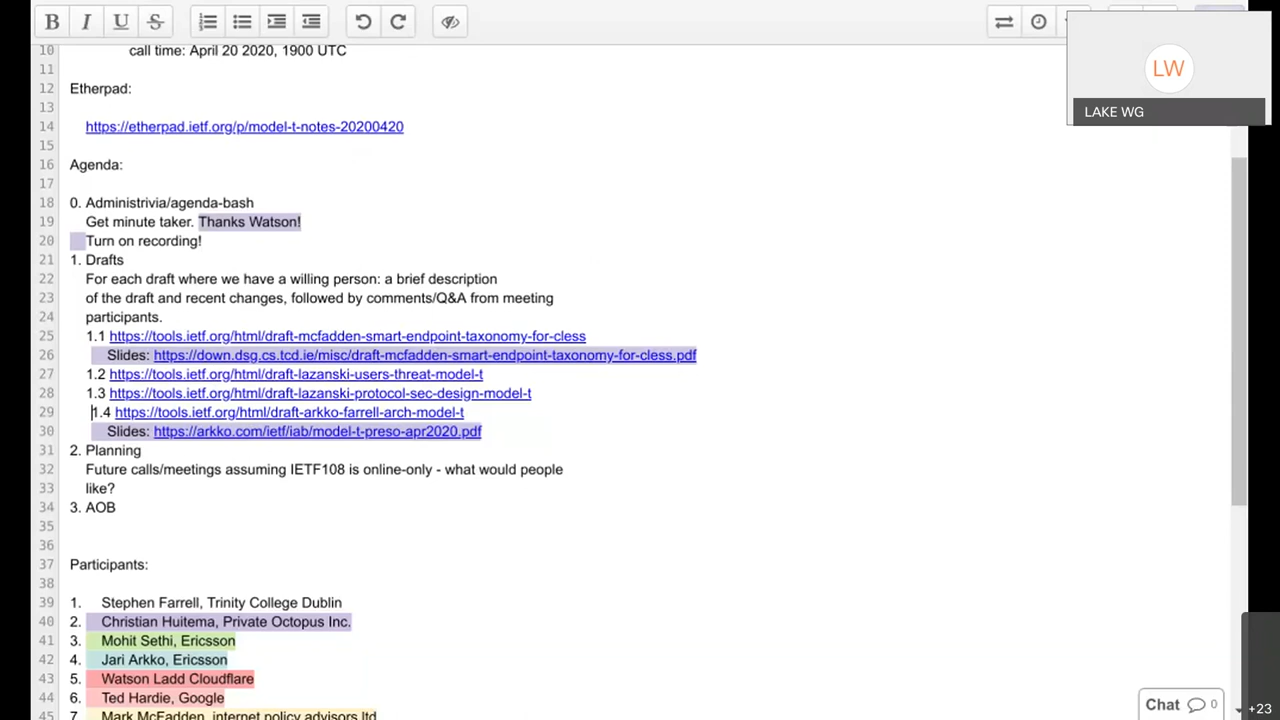 B I U S
LW
LAKE WG
10 call time: April 20 2020, 1900 UTC
11
12 Etherpad:
13
14 https://etherpad.ietf.org/p/model-t-notes-20200420
15
16 Agenda:
17
18 0. Administrivia/agenda-bash
19 Get minute taker. Thanks Watson!
20 Turn on recording!
21 1. Drafts
22 For each draft where we have a willing person: a brief description
23 of the draft and recent changes, followed by comments/Q&A from meeting
24 participants.
25 1.1 https://tools.ietf.org/html/draft-mcfadden-smart-endpoint-taxonomy-for-cless
26 Slides: https://down.dsg.cs.tcd.ie/misc/draft-mcfadden-smart-endpoint-taxonomy-for-cless.pdf
27 1.2 https://tools.ietf.org/html/draft-lazanski-users-threat-model-t
28 1.3 https://tools.ietf.org/html/draft-lazanski-protocol-sec-design-model-t
29 1.4 https://tools.ietf.org/html/draft-arkko-farrell-arch-model-t
30 Slides: https://arkko.com/ietf/iab/model-t-preso-apr2020.pdf
31 2. Planning
32 Future calls/meetings assuming IETF108 is online-only - what would people
33 like?
34 3. AOB
35
36
37 Participants:
38
39 1. Stephen Farrell, Trinity College Dublin
40 2. Christian Huitema, Private Octopus Inc.
41 3. Mohit Sethi, Ericsson
42 4. Jari Arkko, Ericsson
43 5. Watson Ladd Cloudflare
44 6. Ted Hardie, Google
45 7. Mark McFadden, internet policy advisors ltd
Chat 0
+23